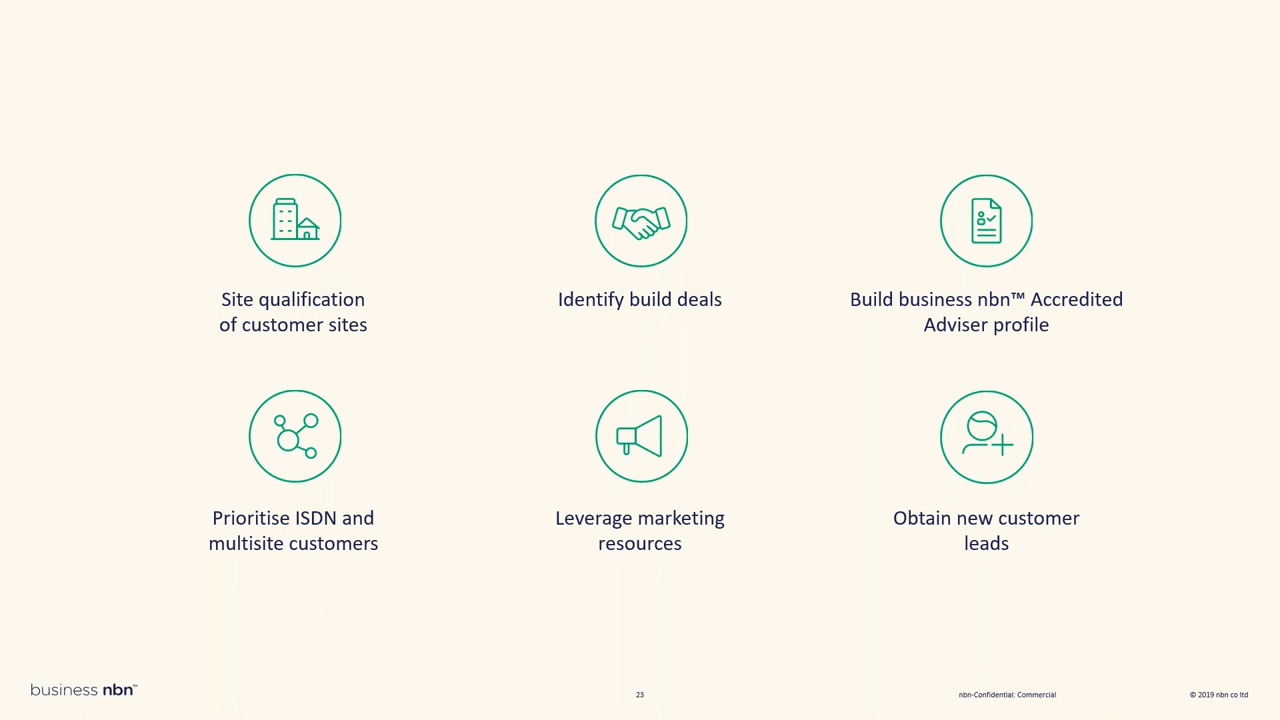 Site qualification
of customer sites
Identify build deals
Build business nbn™ Accredited
Adviser profile
Prioritise ISDN and
multisite customers
Leverage marketing
resources
Obtain new customer
leads
business nbn™
23
nbn-Confidential: Commercial
© 2019 nbn co ltd